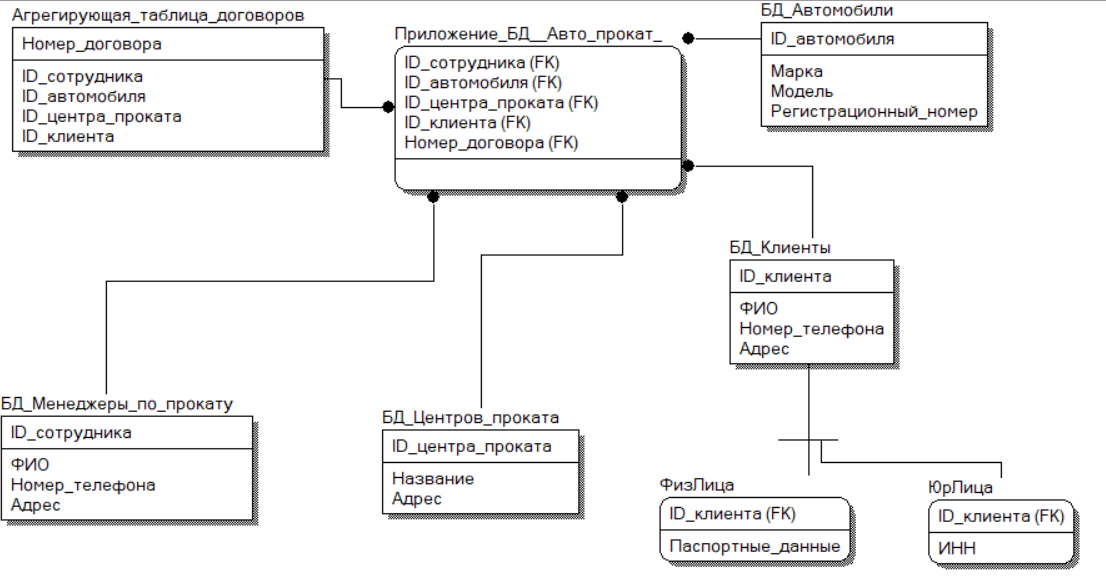 Агрегирующая_таблица_договоров
Номер_договора
ID_сотрудника
ID_автомобиля
ID_центра_проката
ID_клиента
Приложение_БД__Авто_прокат_
ID_сотрудника (FK)
ID_автомобиля (FK)
ID_центра_проката (FK)
ID_клиента (FK)
Номер_договора (FK)
БД_Автомобили
ID_автомобиля
Марка
Модель
Регистрационный_номер
БД_Клиенты
ID_клиента
ФИО
Номер_телефона
Адрес
БД_Менеджеры_по_прокату
ID_сотрудника
ФИО
Номер_телефона
Адрес
БД_Центров_проката
ID_центра_проката
Название
Адрес
ФизЛица
ID_клиента (FK)
Паспортные_данные
ЮрЛица
ID_клиента (FK)
ИНН